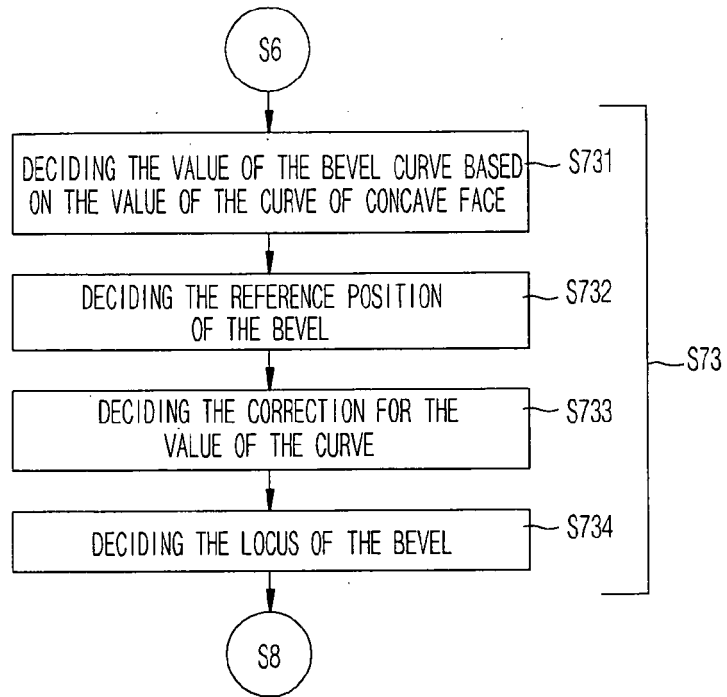 S6
DECIDING THE VALUE OF THE BEVEL CURVE BASED
ON THE VALUE OF THE CURVE OF CONCAVE FACE
S731
DECIDING THE REFERENCE POSITION
OF THE BEVEL
S732
S73
DECIDING THE CORRECTION FOR THE
VALUE OF THE CURVE
S733
DECIDING THE LOCUS OF THE BEVEL
S734
S8